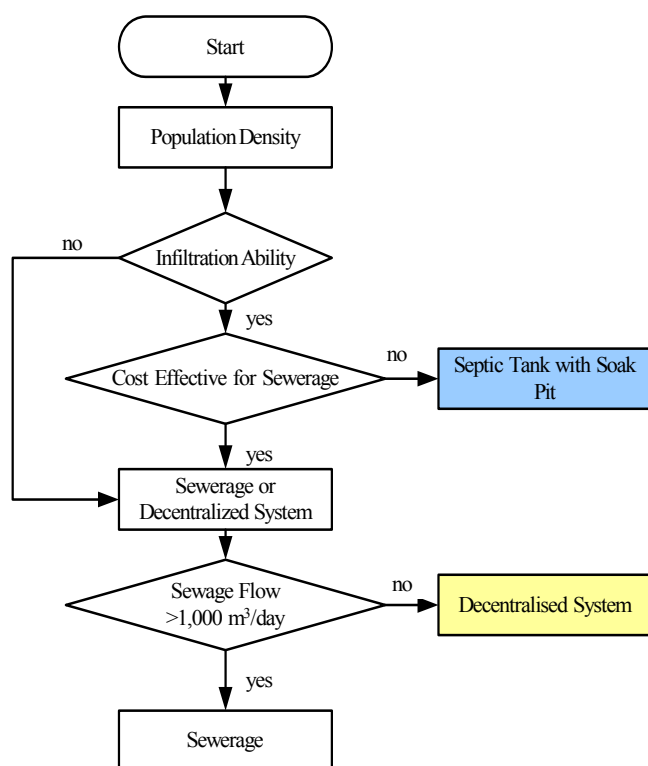 Start
Population Density
no
Infiltration Ability
yes
Cost Effective for Sewerage
no
Septic Tank with Soak
Pit
yes
Sewerage or
Decentralized System
Sewage Flow
>1,000 m³/day
no
Decentralised System
yes
Sewerage